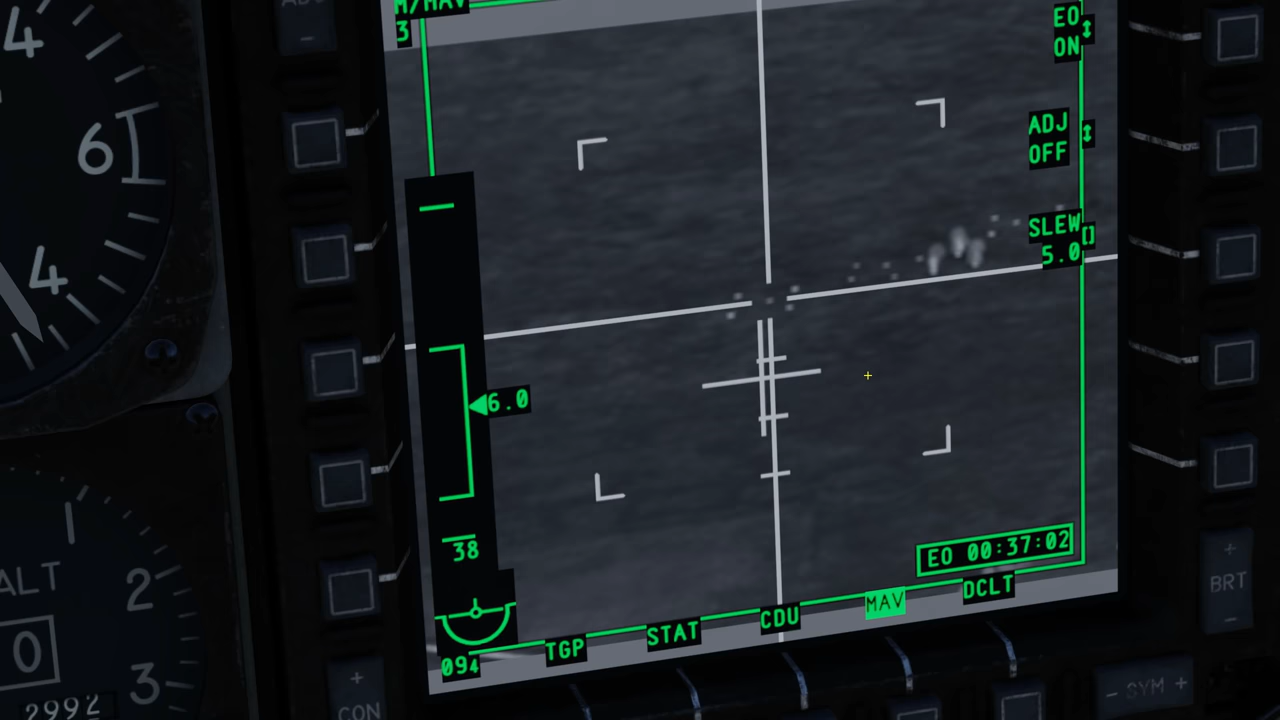 M/MAV
3
EO
ON
ADJ
OFF
SLEW
5.0
6.0
38
EO 00:37:02
094
TGP
STAT
CDU
MAV
DCLT
4
6
4
1
ALT
2
0
3
2992
+
CON
+
BRT
-
- SYM +